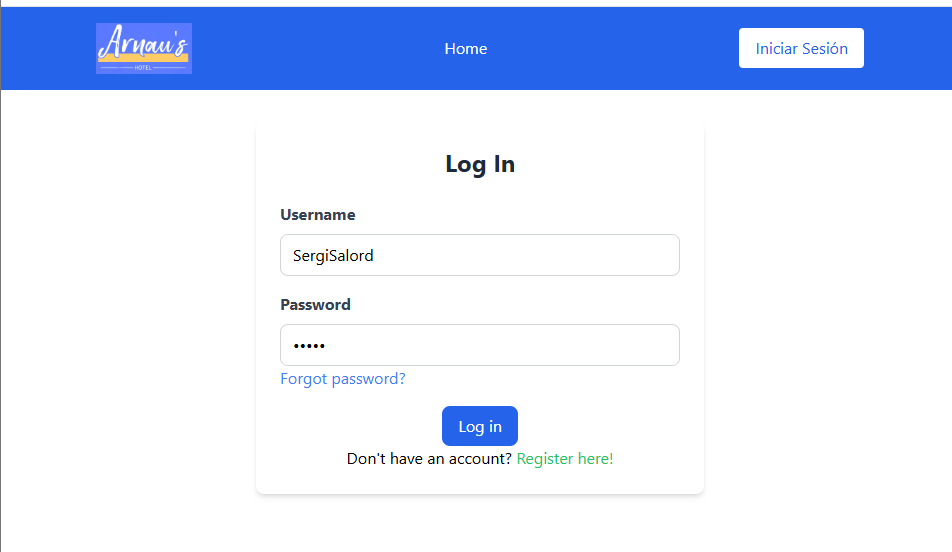 Arnau's
HOTEL
Home
Iniciar Sesión
Log In
Username
SergiSalord
Password
•••••
Forgot password?
Log in
Don't have an account? Register here!